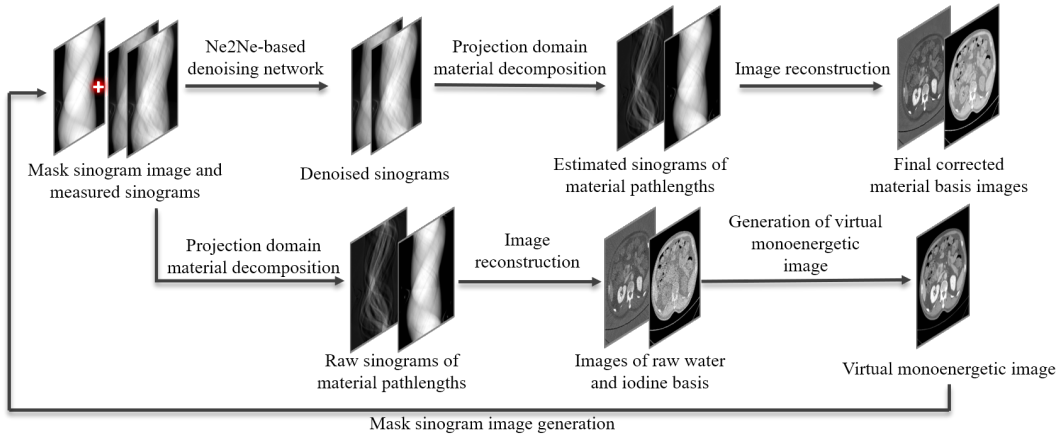 Ne2Ne-based
denoising network
Projection domain
material decomposition
Image reconstruction
+
Mask sinogram image and
measured sinograms
Denoised sinograms
Estimated sinograms of
material pathlengths
Final corrected
material basis images
Projection domain
material decomposition
Image
reconstruction
Generation of virtual
monoenergetic
image
Raw sinograms of
material pathlengths
Images of raw water
and iodine basis
Virtual monoenergetic image
Mask sinogram image generation